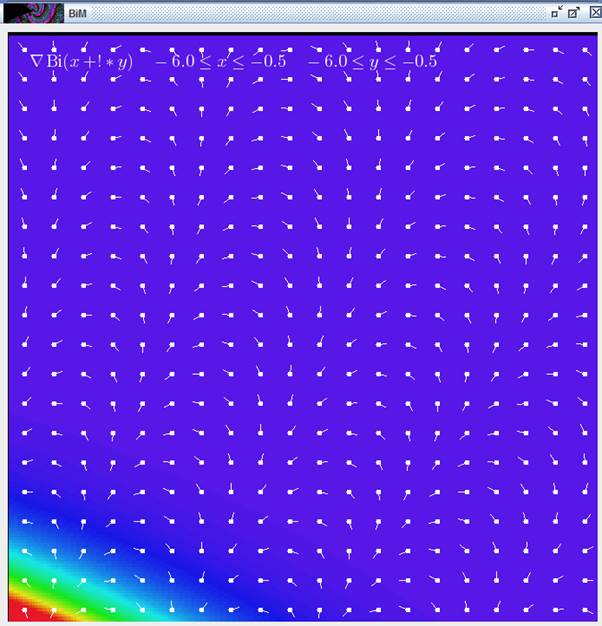 BiM
∇Bi(x+!∗y) −6.0 ≤ x ≤ −0.5 −6.0 ≤ y ≤ −0.5